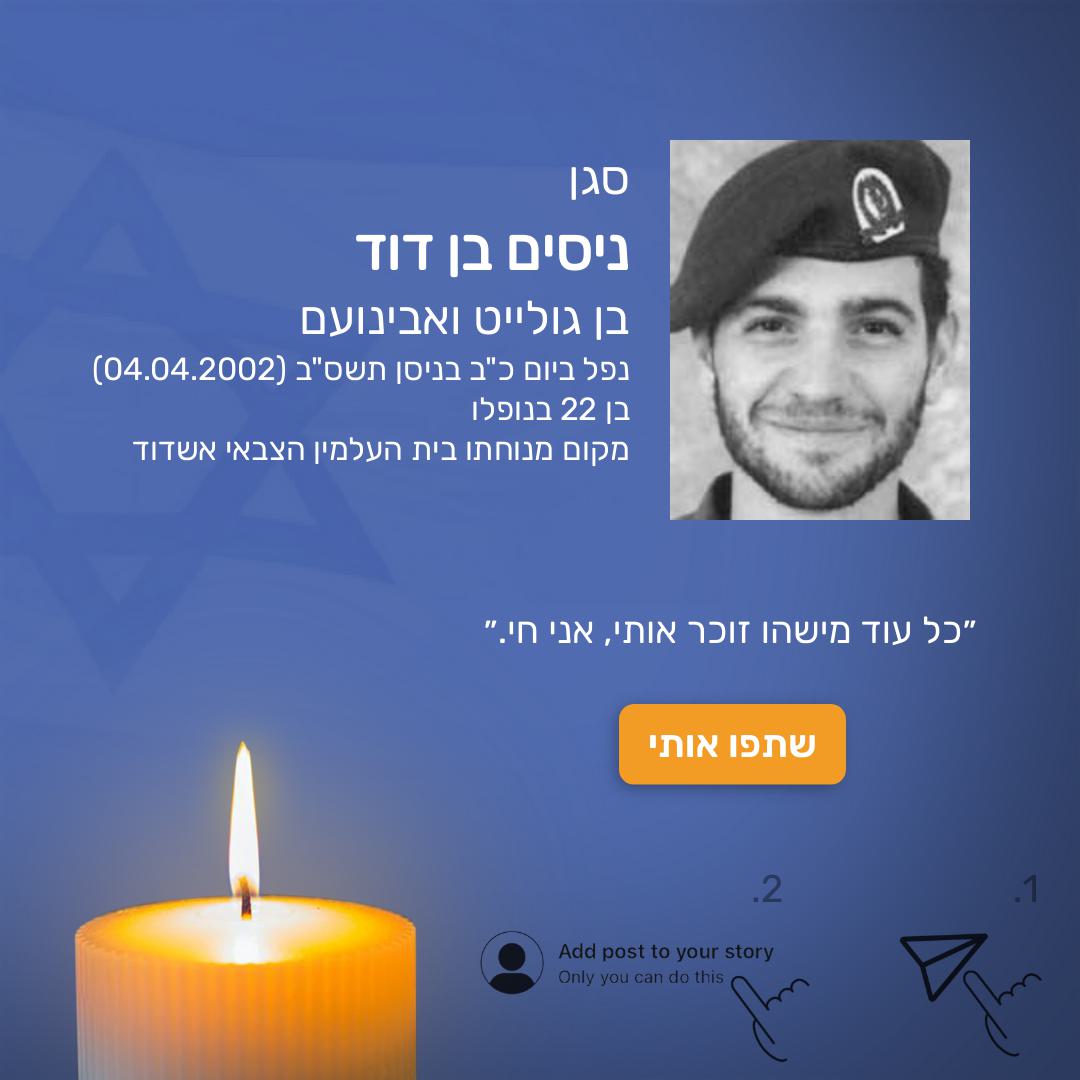 סגן
ניסים בן דוד
בן גולייט ואבינועם
נפל ביום כ"ב בניסן תשס"ב (04.04.2002)
בן 22 בנופלו
מקום מנוחתו בית העלמין הצבאי אשדוד
״כל עוד מישהו זוכר אותי, אני חי.״
שתפו אותי
1.
2.
Add post to your story
Only you can do this